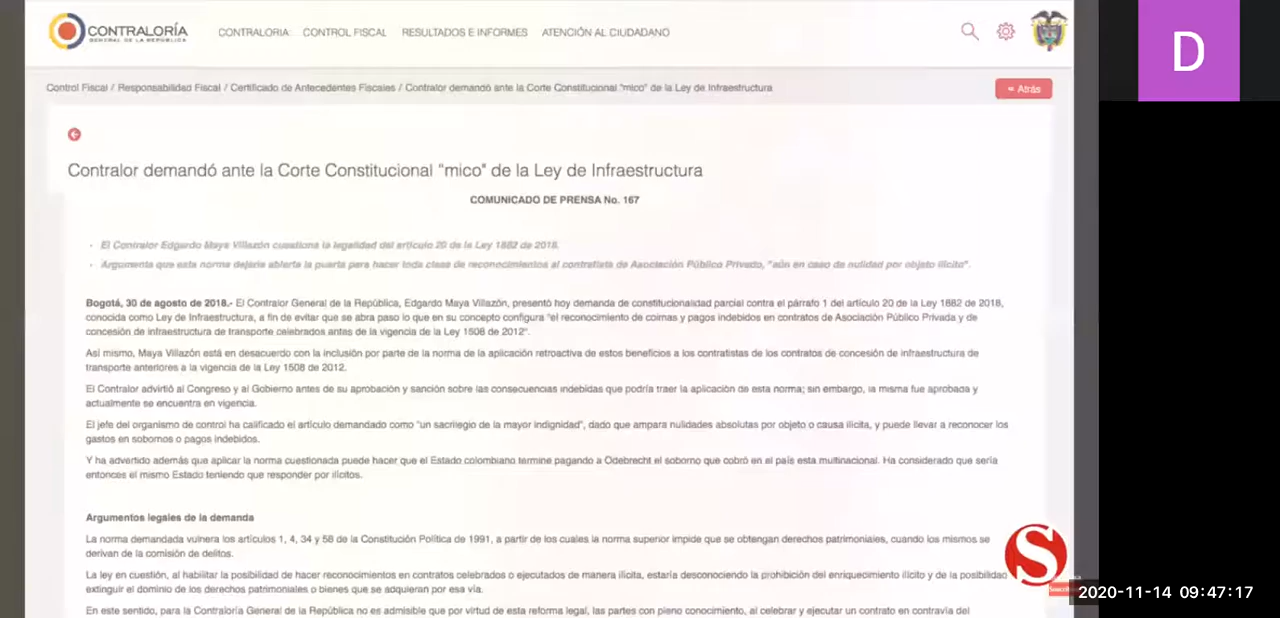 CONTRALORÍA
GENERAL DE LA REPÚBLICA
CONTRALORIA CONTROL FISCAL RESULTADOS E INFORMES ATENCIÓN AL CIUDADANO
D
Control Fiscal / Responsabilidad Fiscal / Certificado de Antecedentes Fiscales / Contralor demandó ante la Corte Constitucional "mico" de la Ley de Infraestructura
Atrás
Contralor demandó ante la Corte Constitucional "mico" de la Ley de Infraestructura
COMUNICADO DE PRENSA No. 167
· El Contralor Edgardo Maya Villazón cuestiona la legalidad del artículo 20 de la Ley 1882 de 2018.
· Argumenta que esta norma dejaría abierta la puerta para hacer toda clase de reconocimientos al contratista de Asociación Público Privada, "aún en caso de nulidad por objeto ilícito".
Bogotá, 30 de agosto de 2018.- El Contralor General de la República, Edgardo Maya Villazón, presentó hoy demanda de constitucionalidad parcial contra el párrafo 1 del artículo 20 de la Ley 1882 de 2018,
conocida como Ley de Infraestructura, a fin de evitar que se abra paso lo que en su concepto configura "el reconocimiento de coimas y pagos indebidos en contratos de Asociación Público Privada y de
concesión de infraestructura de transporte celebrados antes de la vigencia de la Ley 1508 de 2012".
Así mismo, Maya Villazón está en desacuerdo con la inclusión por parte de la norma de la aplicación retroactiva de estos beneficios a los contratistas de los contratos de concesión de infraestructura de
transporte anteriores a la vigencia de la Ley 1508 de 2012.
El Contralor advirtió al Congreso y al Gobierno antes de su aprobación y sanción sobre las consecuencias indebidas que podría traer la aplicación de esta norma; sin embargo, la misma fue aprobada y
actualmente se encuentra en vigencia.
El jefe del organismo de control ha calificado el artículo demandado como "un sacrilegio de la mayor indignidad", dado que ampara nulidades absolutas por objeto o causa ilícita, y puede llevar a reconocer los
gastos en sobornos o pagos indebidos.
Y ha advertido además que aplicar la norma cuestionada puede hacer que el Estado colombiano termine pagando a Odebrecht el soborno que cobró en el país esta multinacional. Ha considerado que sería
entonces el mismo Estado teniendo que responder por ilícitos.
Argumentos legales de la demanda
La norma demandada vulnera los artículos 1, 4, 34 y 58 de la Constitución Política de 1991, a partir de los cuales la norma superior impide que se obtengan derechos patrimoniales, cuando los mismos se
derivan de la comisión de delitos.
La ley en cuestión, al habilitar la posibilidad de hacer reconocimientos en contratos celebrados o ejecutados de manera ilícita, estaría desconociendo la prohibición del enriquecimiento ilícito y de la posibilidad
extinguir el dominio de los derechos patrimoniales o bienes que se adquieran por esa vía.
En este sentido, para la Contraloría General de la República no es admisible que por virtud de esta reforma legal, las partes con pleno conocimiento, al celebrar y ejecutar un contrato en contravía del
S
2020-11-14 09:47:17